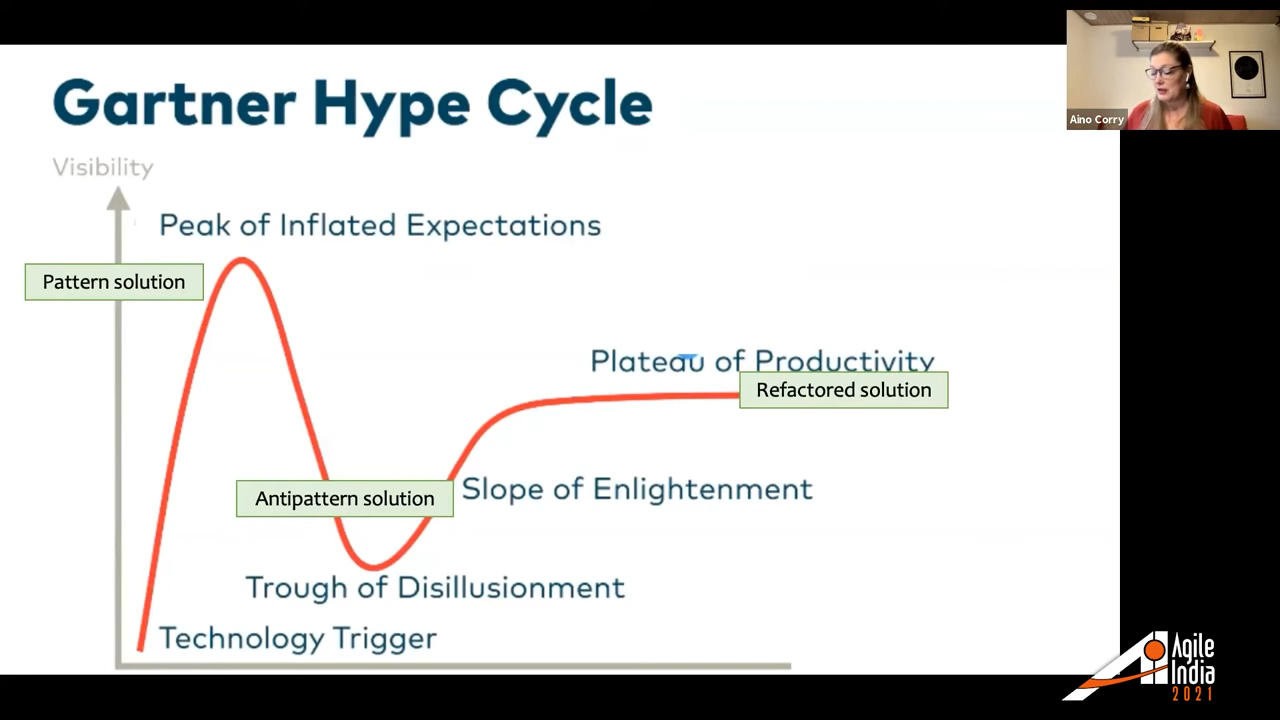 Gartner Hype Cycle
Aino Corry
Visibility
Peak of Inflated Expectations
Pattern solution
Plateau of Productivity
Refactored solution
Antipattern solution
Slope of Enlightenment
Trough of Disillusionment
Technology Trigger
Agile
India
2021